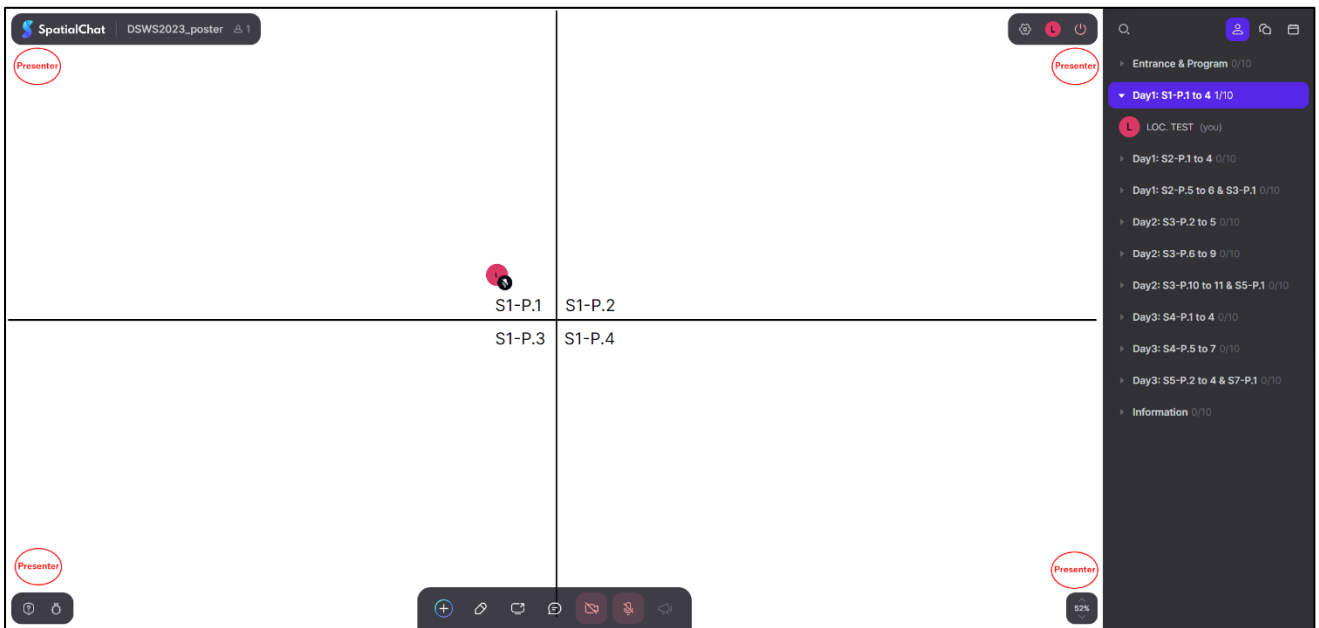 SpatialChat DSWS2023_poster 1
L
Presenter
Presenter
L
S1-P.1 S1-P.2
S1-P.3 S1-P.4
Presenter
Presenter
52%
Entrance & Program 0/10
Day1: S1-P.1 to 4 1/10
L LOC. TEST (you)
Day1: S2-P.1 to 4 0/10
Day1: S2-P.5 to 6 & S3-P.1 0/10
Day2: S3-P.2 to 5 0/10
Day2: S3-P.6 to 9 0/10
Day2: S3-P.10 to 11 & S5-P.1 0/10
Day3: S4-P.1 to 4 0/10
Day3: S4-P.5 to 7 0/10
Day3: S5-P.2 to 4 & S7-P.1 0/10
Information 0/10